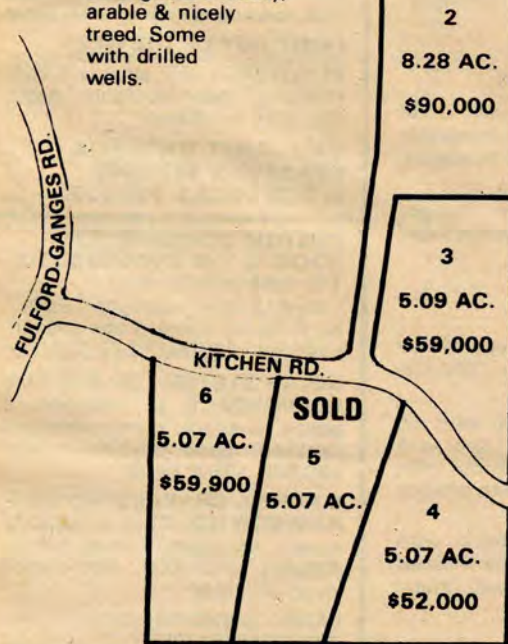 arable & nicely
treed. Some
with drilled
wells.
2
8.28 AC.
$90,000
3
5.09 AC.
$59,000
FULFORD-GANGES RD.
KITCHEN RD.
6
5.07 AC.
$59,900
SOLD
5
5.07 AC.
4
5.07 AC.
$52,000